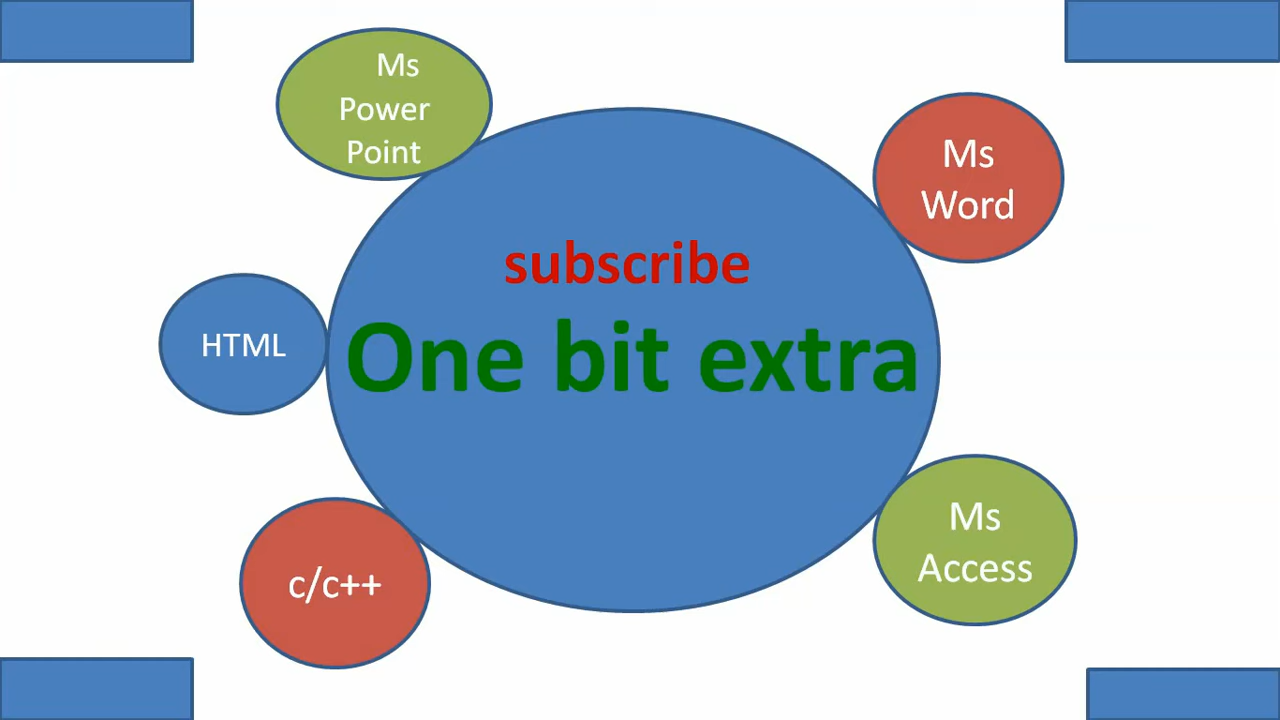 Ms
Power
Point
Ms
Word
subscribe
One bit extra
HTML
Ms
Access
c/c++